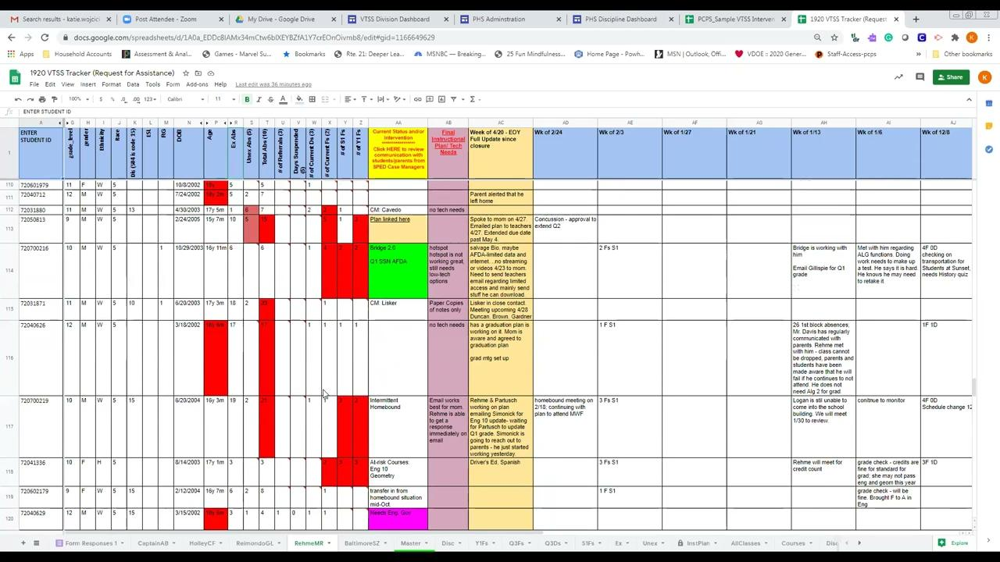 Search results - katie.wojcic
Post Attendee - Zoom
My Drive - Google Drive
VTSS Division Dashboard
PHS Adminstration
PHS Discipline Dashboard
PCPS_Sample VTSS Interven
1920 VTSS Tracker (Request
docs.google.com/spreadsheets/d/1A0a_EDDc8IAMx34mCtw6blXEYBZfA1Y7crEOnOivmb8/edit#gid=1166649629
Apps Household Accounts Assessment & Anal Games - Marvel Su... Bookmarks Rte. 21: Deeper Lea... MSNBC — Breaking... 25 Fun Mindfulness... Home Page - Powh... MSN | Outlook, Offi... VDOE :: 2020 Gener... Staff-Access-pcps » Other bookmarks
1920 VTSS Tracker (Request for Assistance)
Share
File Edit View Insert Format Data Tools Form Add-ons Help Last edit was 36 minutes ago
100% $ % .0 .00 123 Calibri 11 B
ENTER STUDENT ID
A G H I J K L M N P R S T U V W X Y Z AA AB AC AD AE AF AG AH AI AJ
1
ENTER STUDENT ID
grade_level
gender
Ethnicity
Race
Dis (504 is code 15)
ESL
RG
DOB
Age
Ex Abs
Unex Abs (5)
Total Abs (10)
# of Referrals (3)
Days Suspended (5)
# of Current Ds (3)
# of Current Fs (2)
# of S1 Fs
# of Y1 Fs
Current Status and/or Intervention
******************
Click HERE to review communication with students/parents from SPED Case Managers
Final Instructional Plan/ Tech Needs
Week of 4/20 - EOY Full Update since closure
Wk of 2/24
Wk of 2/3
Wk of 1/27
Wk of 1/21
Wk of 1/13
Wk of 1/6
Wk of 12/8
110 720601979 11 F W 5 10/8/2002 5 5 1
111 72040712 12 M W 5 7/24/2002 5 2 7 Parent alerted that he left home
112 72031880 11 M W 5 13 4/30/2003 17y 5m 1 6 7 2 2 1 CM: Cavedo no tech needs
113 72050813 9 M W 5 2/24/2005 15y 7m 10 5 15 5 1 3 Plan linked here
Spoke to mom on 4/27. Emailed plan to teachers 4/27. Extended due date past May 4.
Concussion - approval to extend Q2
114 720700216 10 M W 5 1 10/29/2003 16y 11m 6 6 1 4 2 2
Bridge 2.0
Q1 SSN AFDA
hotspot hotspot is not working great, still needs low-tech options
salvage Bio, maybe AFDA-limited data and internet...no streaming or videos 4/23 to mom. Need to send teachers email regarding limited access and mainly send stuff he can download
2 Fs S1
Bridge is working with him
Email Gillispie for Q1 grade
Met with him regarding ALG functions. Doing work needs to make up a test. He says it is hard. He knows he may need to retake it
4F 0D checking on transportation for Students at Sunset, needs History quiz
115 72031871 11 M W 5 10 1 6/20/2003 17y 3m 18 2 20 1 CM: Lisker
Paper Copies of notes only
Lisker in close contact. Meeting upcoming 4/28 Duncan. Brown. Gardner
116 72040626 12 M W 5 3/18/2002 17 17 1 1 1 1
no tech needs
has a graduation plan is working on it. Mom is aware and agreed to graduation plan
grad mtg set up
1 F S1
26 1st block absences; Mr. Davis has regularly communicated with parents. Rehme met with him - class cannot be dropped, parents and students have been made aware that he will fail if he continues to not attend. He does not need Alg 2 for grad
1F 1D
117 720700219 10 M W 5 15 6/20/2004 16y 3m 19 2 21 1 1 3 3
Intermittent Homebound
Email works best for mom. Rehme is able to get a response immediately on email
Rehme & Partusch working on plan emailing Simonick for Eng 10 update- waiting for Partusch to update Q1 grade. Simonick is going to reach out to parents - he just started working yesterday.
homebound meeting on 2/18; continuing with plan to attend MWF
3 Fs S1
Logan is still unable to come into the school building. We will meet 1/30 to review.
conitnue to monitor
4F 0D Schedule change 12
118 72041336 10 F H 5 8/14/2003 17y 1m 3 3 2 3 3
At-risk Courses: Eng 10 Geometry
Driver's Ed, Spanish
3 Fs S1
Rehme will meet for credit count
grade check - credits are fine for standard for grad; she may not pass eng and geom this year
3F 1D
119 720602179 9 F W 5 15 2/12/2004 16y 7m 6 2 8 1
transfer in from homebound situation mid-Oct.
1 F S1
grade check - will be fine. Brought F to A in Eng
120 72040629 12 M W 5 15 3/15/2002 3 1 4 1 0 1 1
Needs Eng, Gov
Form Responses 1 CaptainAB HolleyCF ReimondoGL RehmeMR BaltimoreSZ Master Disc Y1Fs Q3Fs Q3Ds S1Fs Ex Unex InstPlan AllClasses Courses Disc
Explore